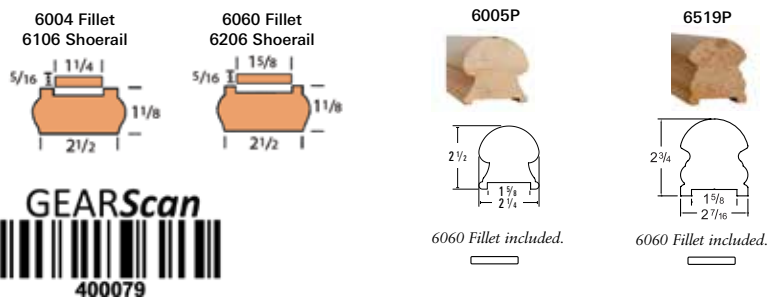 6004 Fillet
6106 Shoerail
1 1/4
5/16
1 1/8
2 1/2
6060 Fillet
6206 Shoerail
1 5/8
5/16
1 1/8
2 1/2
GEARScan
400079
6005P
2 1/2
1 5/8
2 1/4
6060 Fillet included.
6519P
2 3/4
1 5/8
2 7/16
6060 Fillet included.